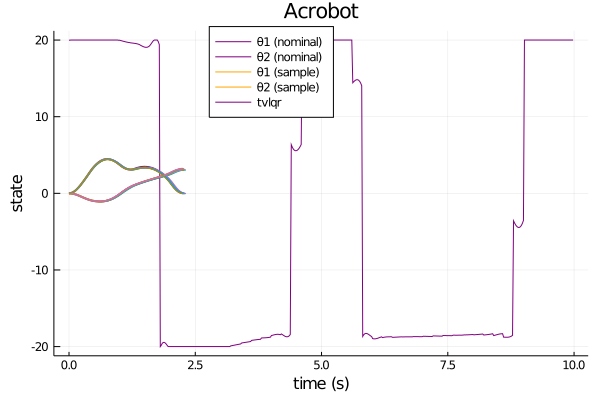 Acrobot
θ1 (nominal)
θ2 (nominal)
θ1 (sample)
θ2 (sample)
tvlqr
state
20
10
0
-10
-20
0.0 2.5 5.0 7.5 10.0
time (s)